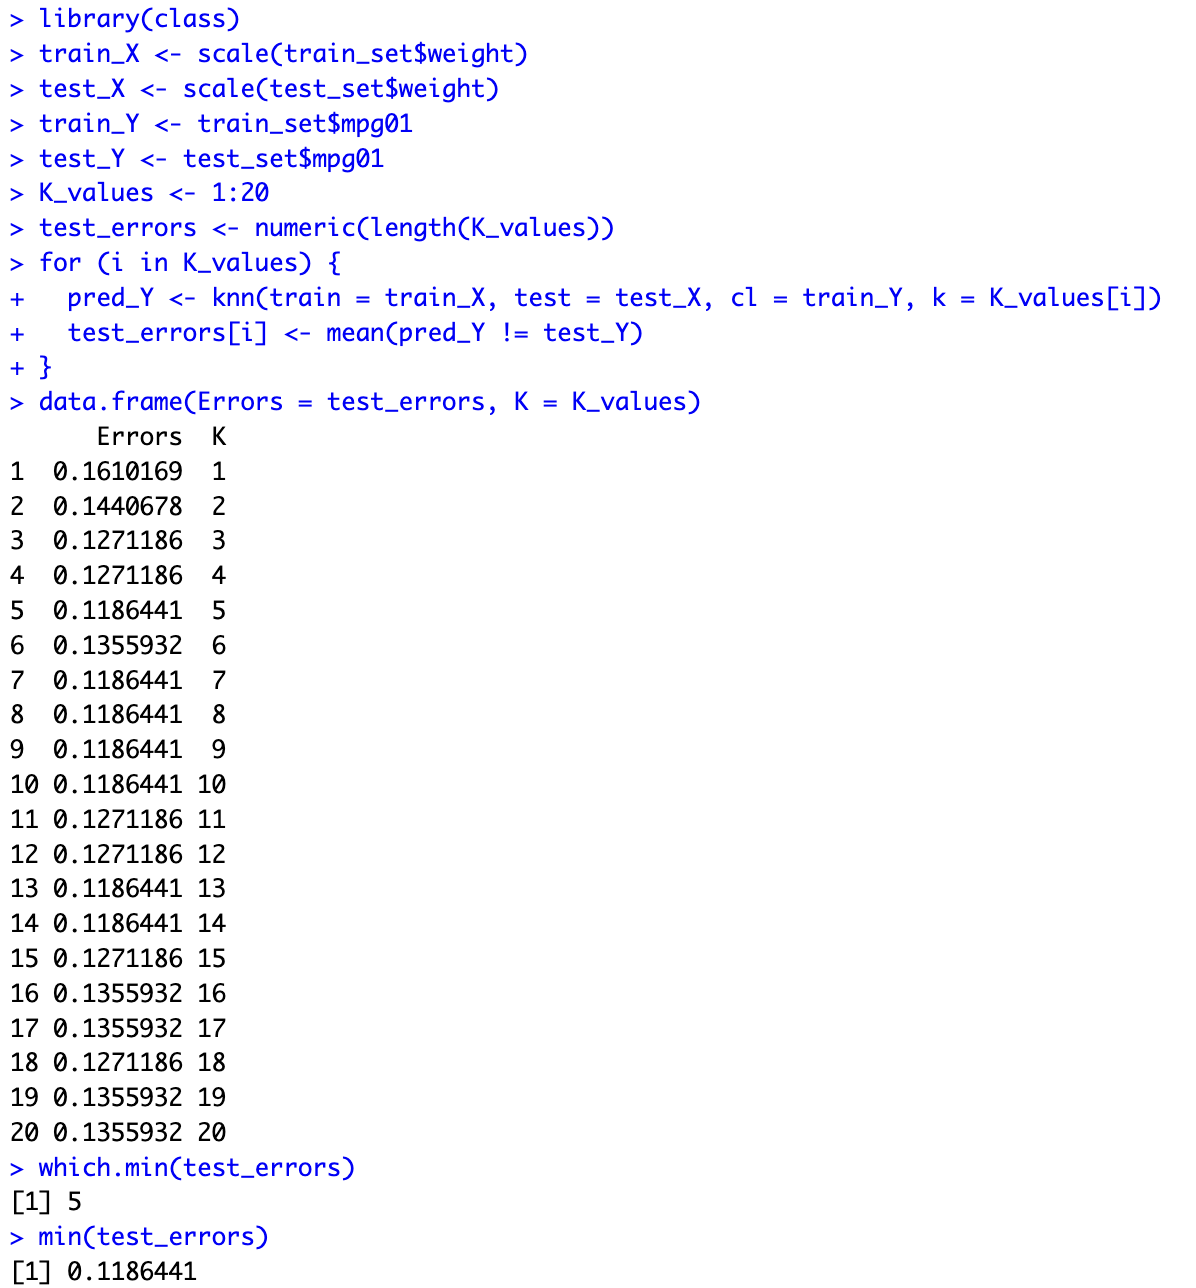 > library(class)
> train_X <- scale(train_set$weight)
> test_X <- scale(test_set$weight)
> train_Y <- train_set$mpg01
> test_Y <- test_set$mpg01
> K_values <- 1:20
> test_errors <- numeric(length(K_values))
> for (i in K_values) {
+   pred_Y <- knn(train = train_X, test = test_X, cl = train_Y, k = K_values[i])
+   test_errors[i] <- mean(pred_Y != test_Y)
+ }
> data.frame(Errors = test_errors, K = K_values)
      Errors  K
1  0.1610169  1
2  0.1440678  2
3  0.1271186  3
4  0.1271186  4
5  0.1186441  5
6  0.1355932  6
7  0.1186441  7
8  0.1186441  8
9  0.1186441  9
10 0.1186441 10
11 0.1271186 11
12 0.1271186 12
13 0.1186441 13
14 0.1186441 14
15 0.1271186 15
16 0.1355932 16
17 0.1355932 17
18 0.1271186 18
19 0.1355932 19
20 0.1355932 20
> which.min(test_errors)
[1] 5
> min(test_errors)
[1] 0.1186441